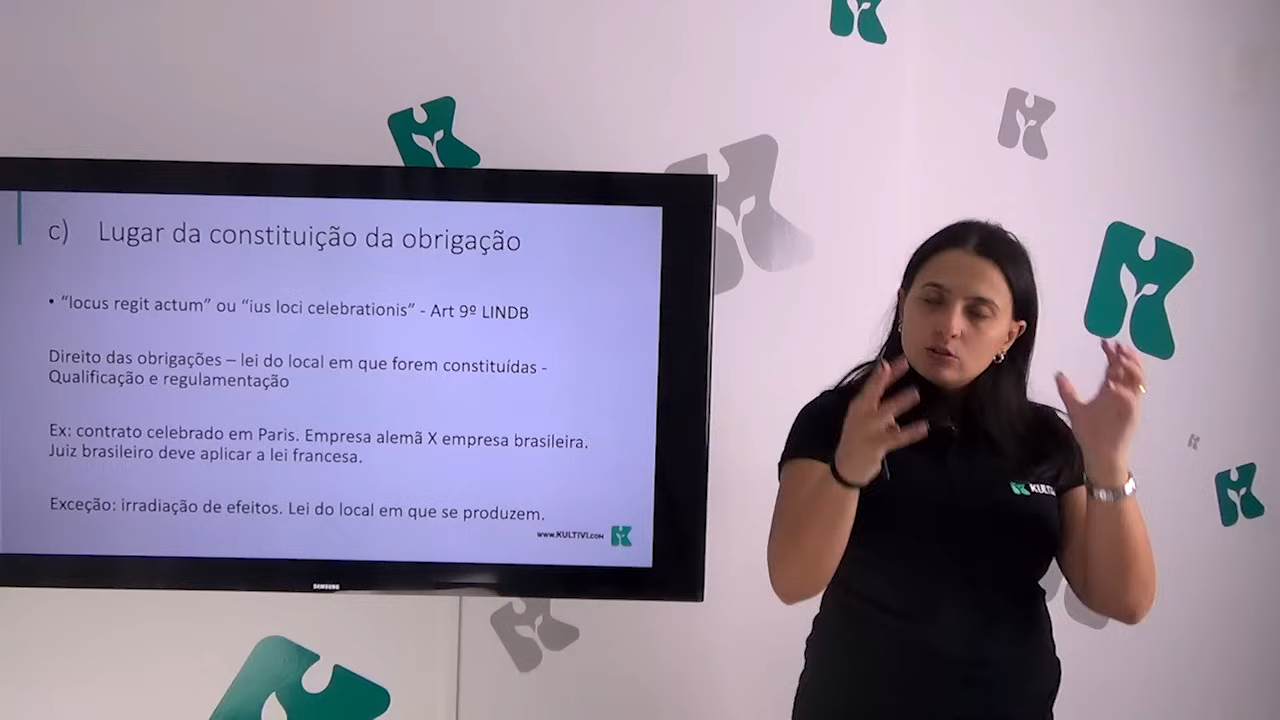 c) Lugar da constituição da obrigação
• “locus regit actum” ou “ius loci celebrationis” - Art 9º LINDB
Direito das obrigações – lei do local em que forem constituídas -
Qualificação e regulamentação
Ex: contrato celebrado em Paris. Empresa alemã X empresa brasileira.
Juiz brasileiro deve aplicar a lei francesa.
Exceção: irradiação de efeitos. Lei do local em que se produzem.
www.KULTIVI.com
SAMSUNG